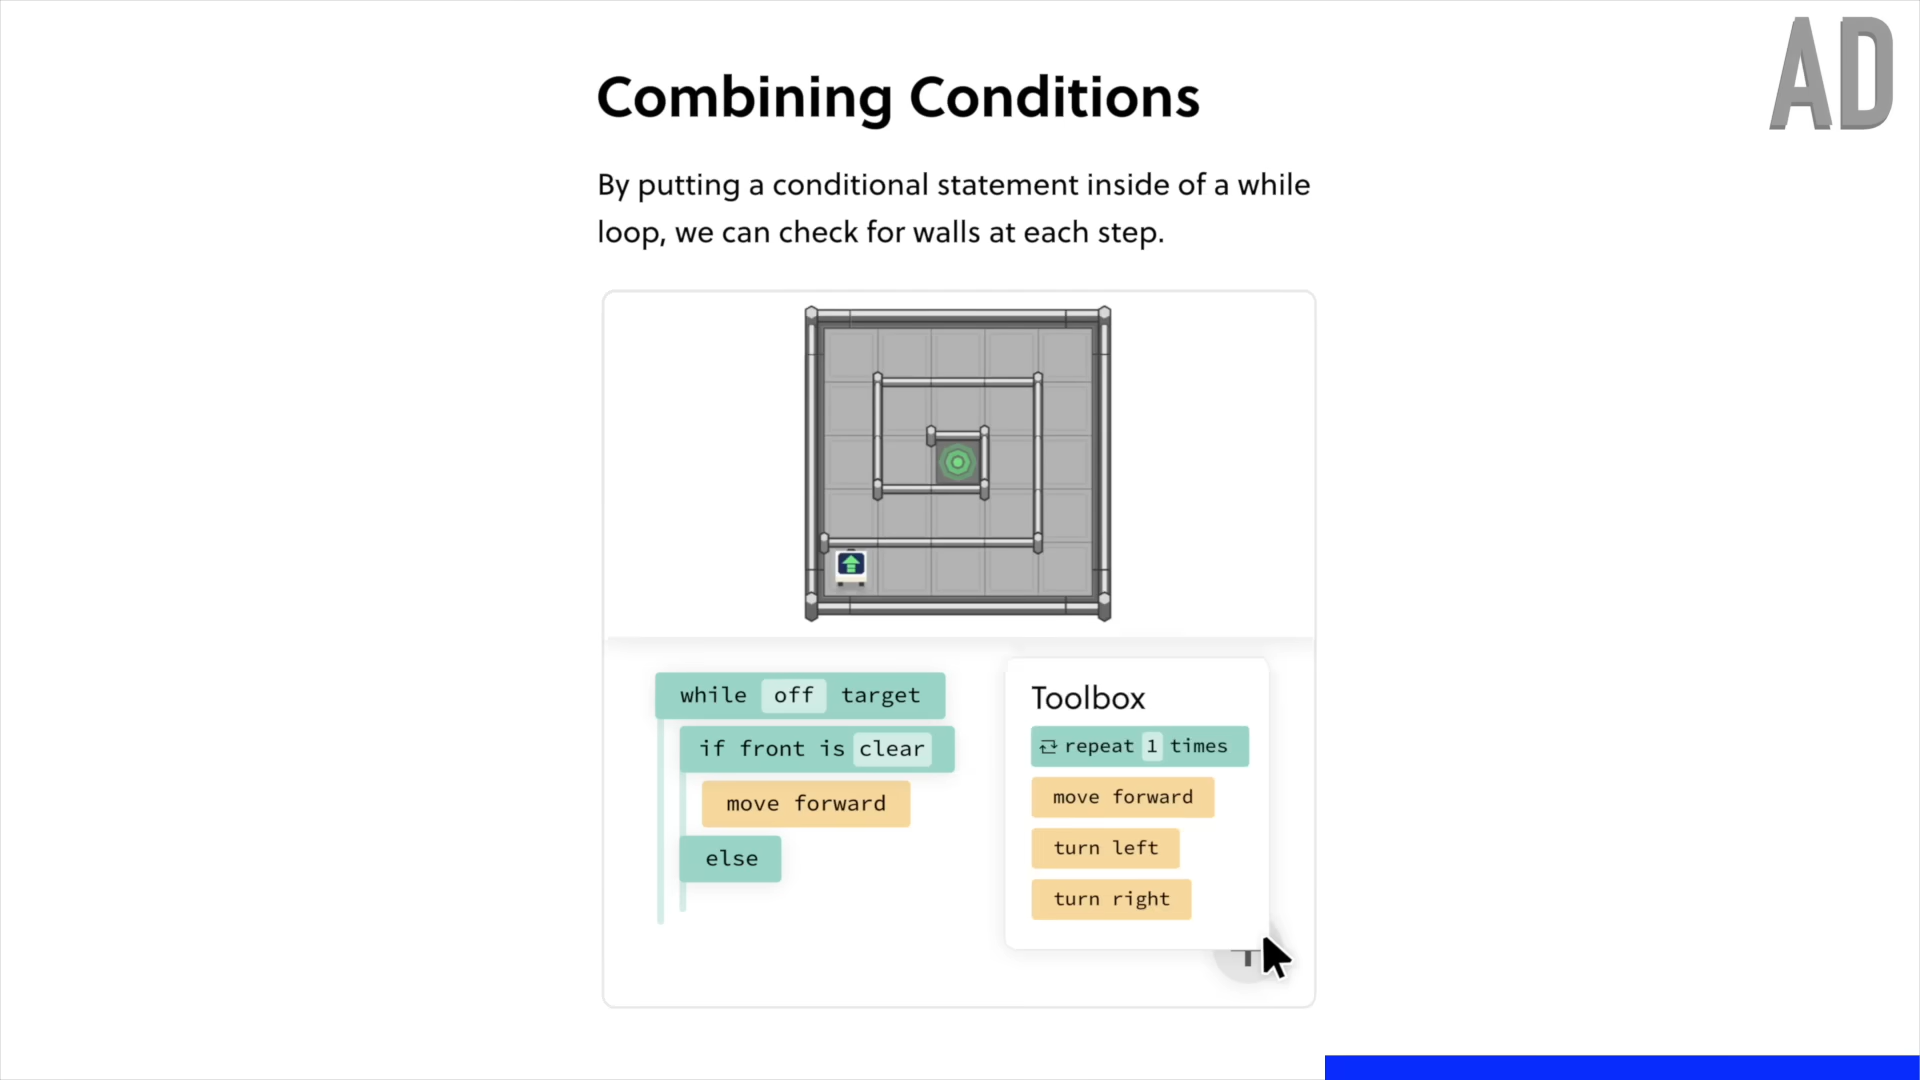 AD
Combining Conditions
By putting a conditional statement inside of a while
loop, we can check for walls at each step.
while off target
if front is clear
move forward
else
Toolbox
repeat 1 times
move forward
turn left
turn right